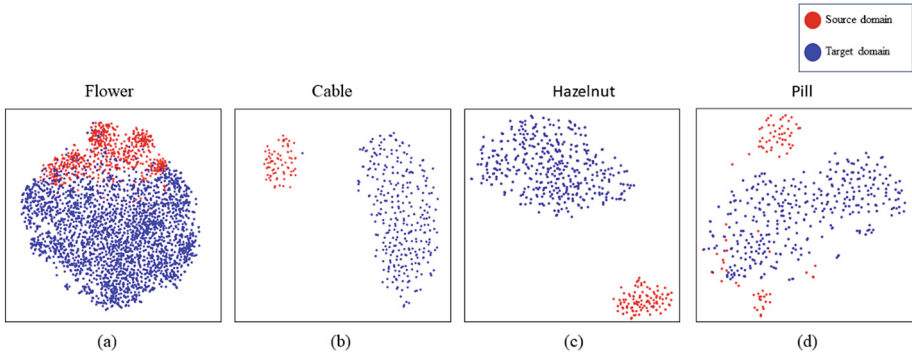 Source domain
Target domain
Flower
Cable
Hazelnut
Pill
(a)
(b)
(c)
(d)